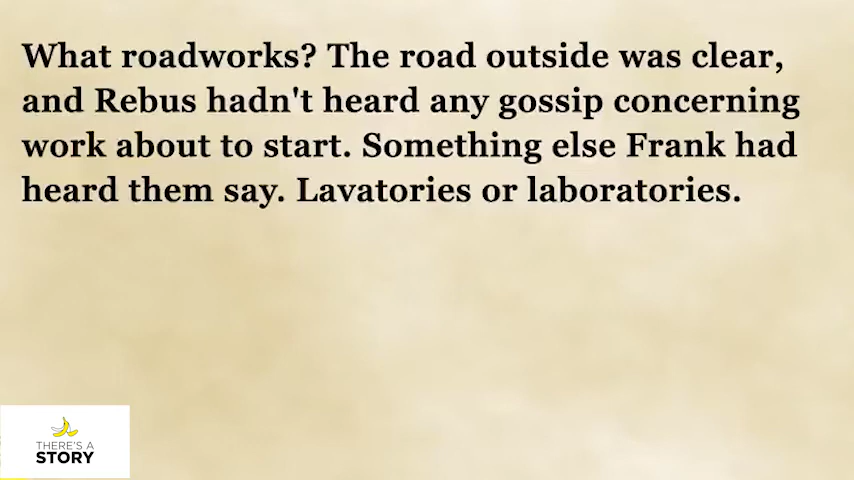 What roadworks? The road outside was clear,
and Rebus hadn't heard any gossip concerning
work about to start. Something else Frank had
heard them say. Lavatories or laboratories.
THERE'S A
STORY